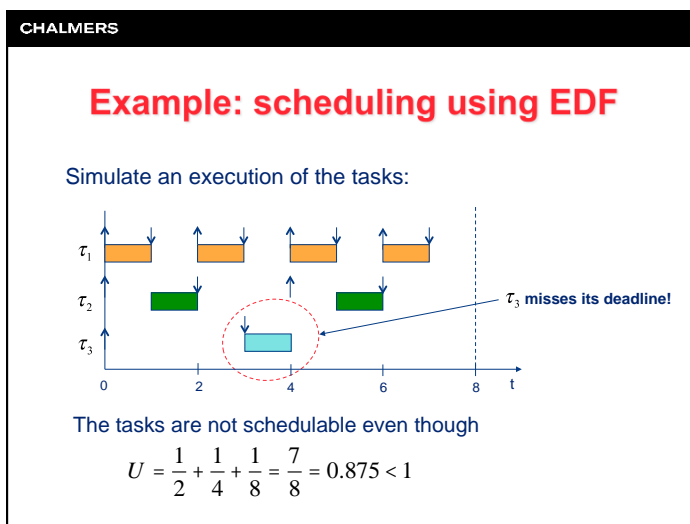 CHALMERS
Example: scheduling using EDF
Simulate an execution of the tasks:
τ₁
τ₂
τ₃ misses its deadline!
τ₃
0 2 4 6 8 t
The tasks are not schedulable even though
U = 1/2 + 1/4 + 1/8 = 7/8 = 0.875 < 1